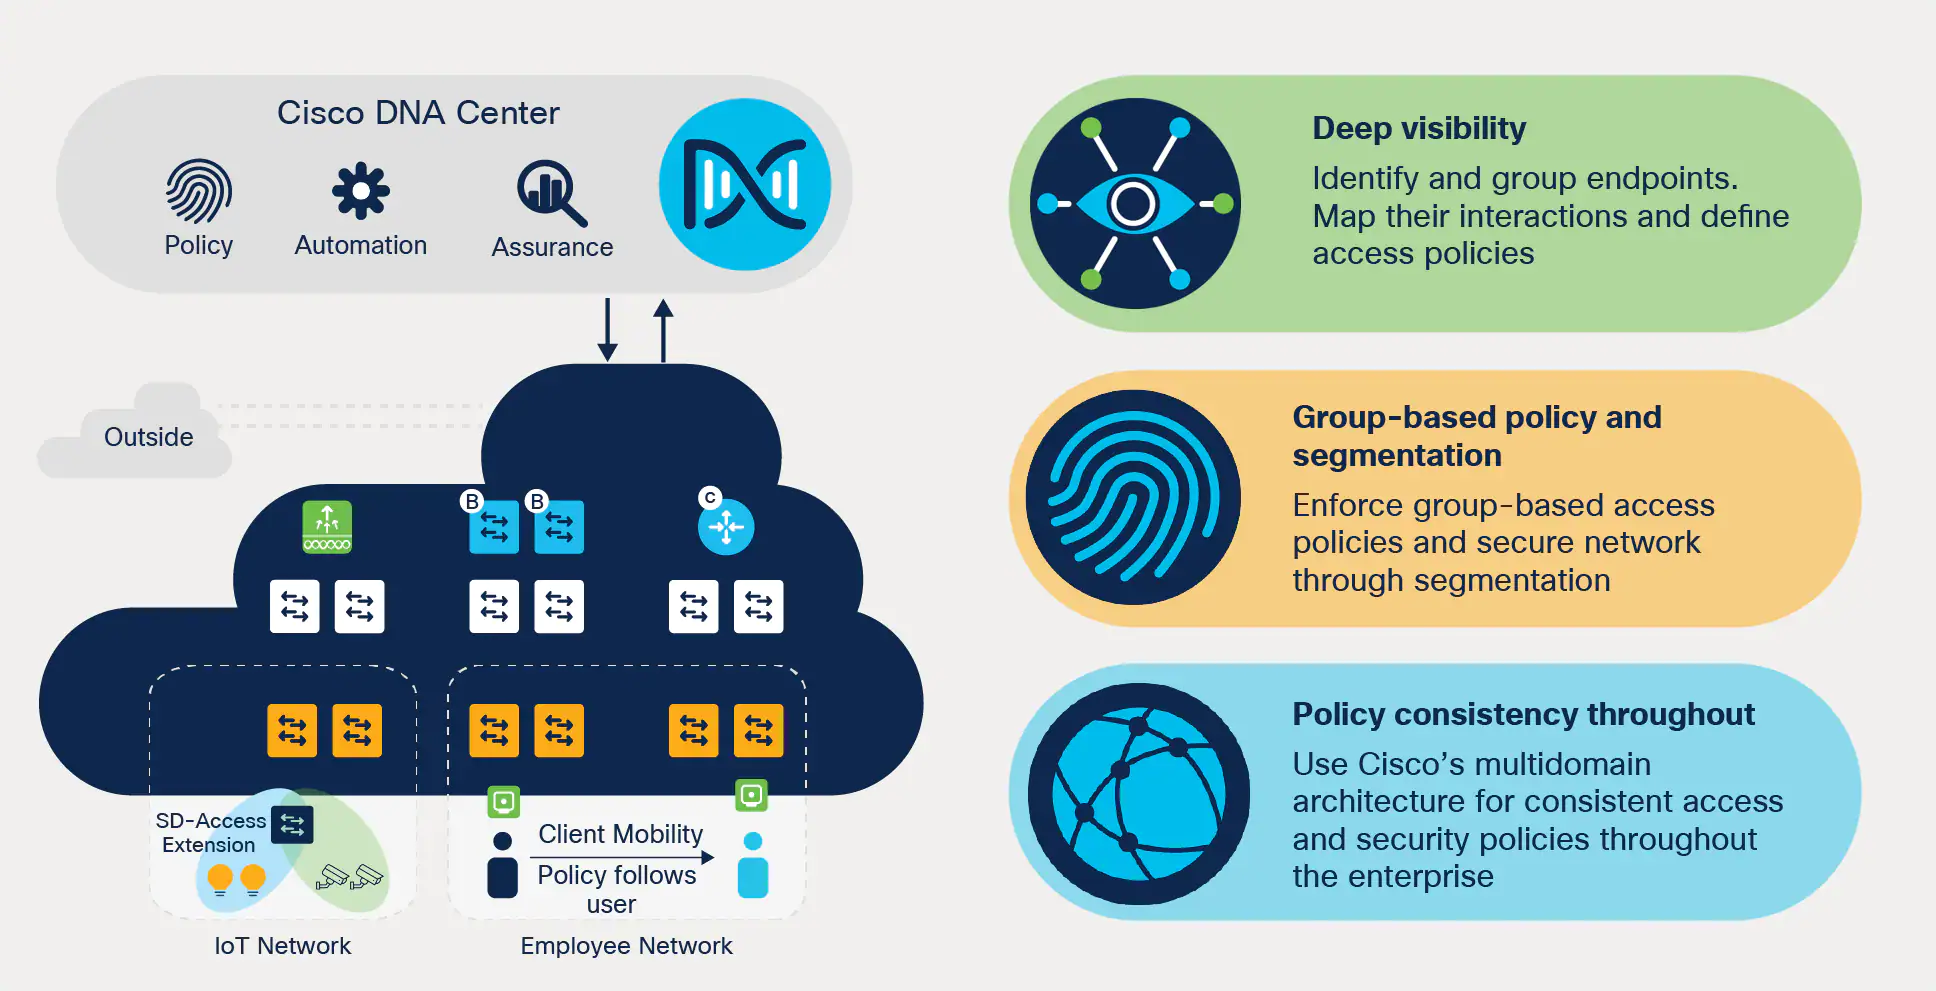 Cisco DNA Center
Policy
Automation
Assurance
Outside
B
B
C
SD-Access
Extension
Client Mobility
Policy follows
user
IoT Network
Employee Network
Deep visibility
Identify and group endpoints.
Map their interactions and define
access policies
Group-based policy and
segmentation
Enforce group-based access
policies and secure network
through segmentation
Policy consistency throughout
Use Cisco’s multidomain
architecture for consistent access
and security policies throughout
the enterprise